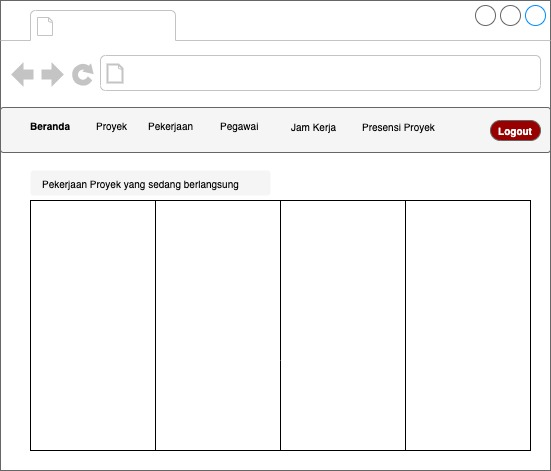 Beranda Proyek Pekerjaan Pegawai Jam Kerja Presensi Proyek Logout
Pekerjaan Proyek yang sedang berlangsung